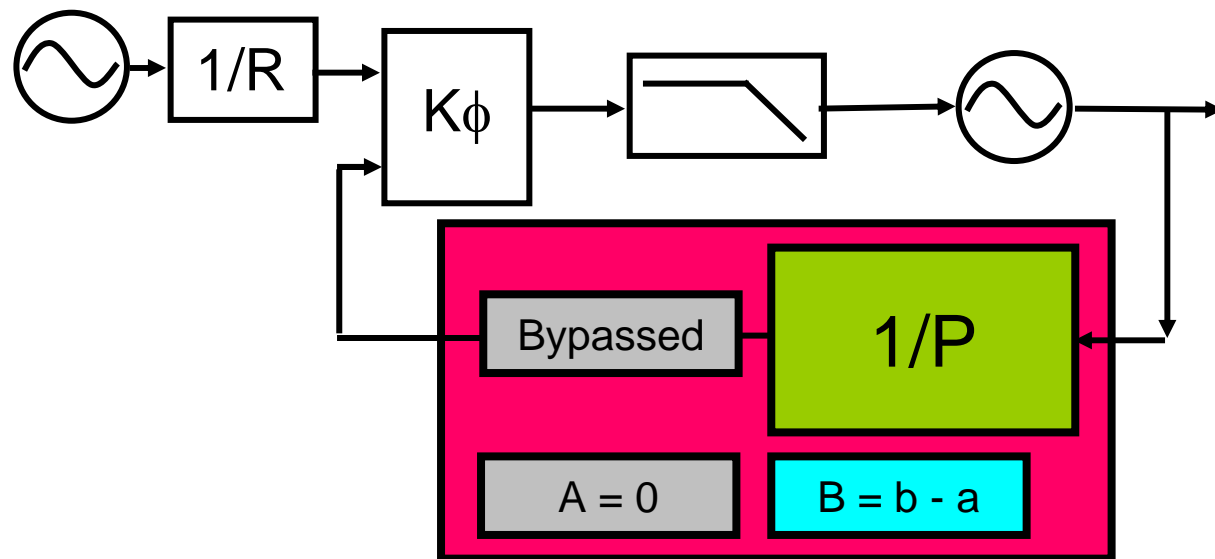 1/R
Kϕ
Bypassed
1/P
A = 0
B = b - a